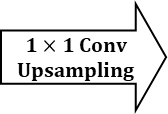 1 × 1 Conv
Upsampling